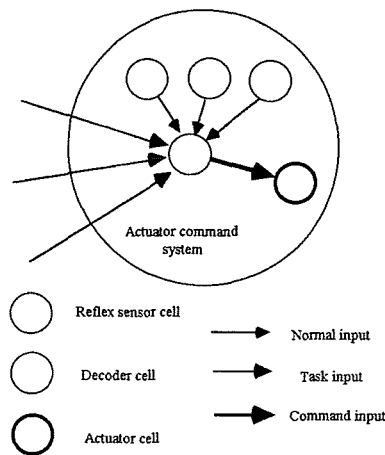 Actuator command
system
Reflex sensor cell
Normal input
Decoder cell
Task input
Actuator cell
Command input